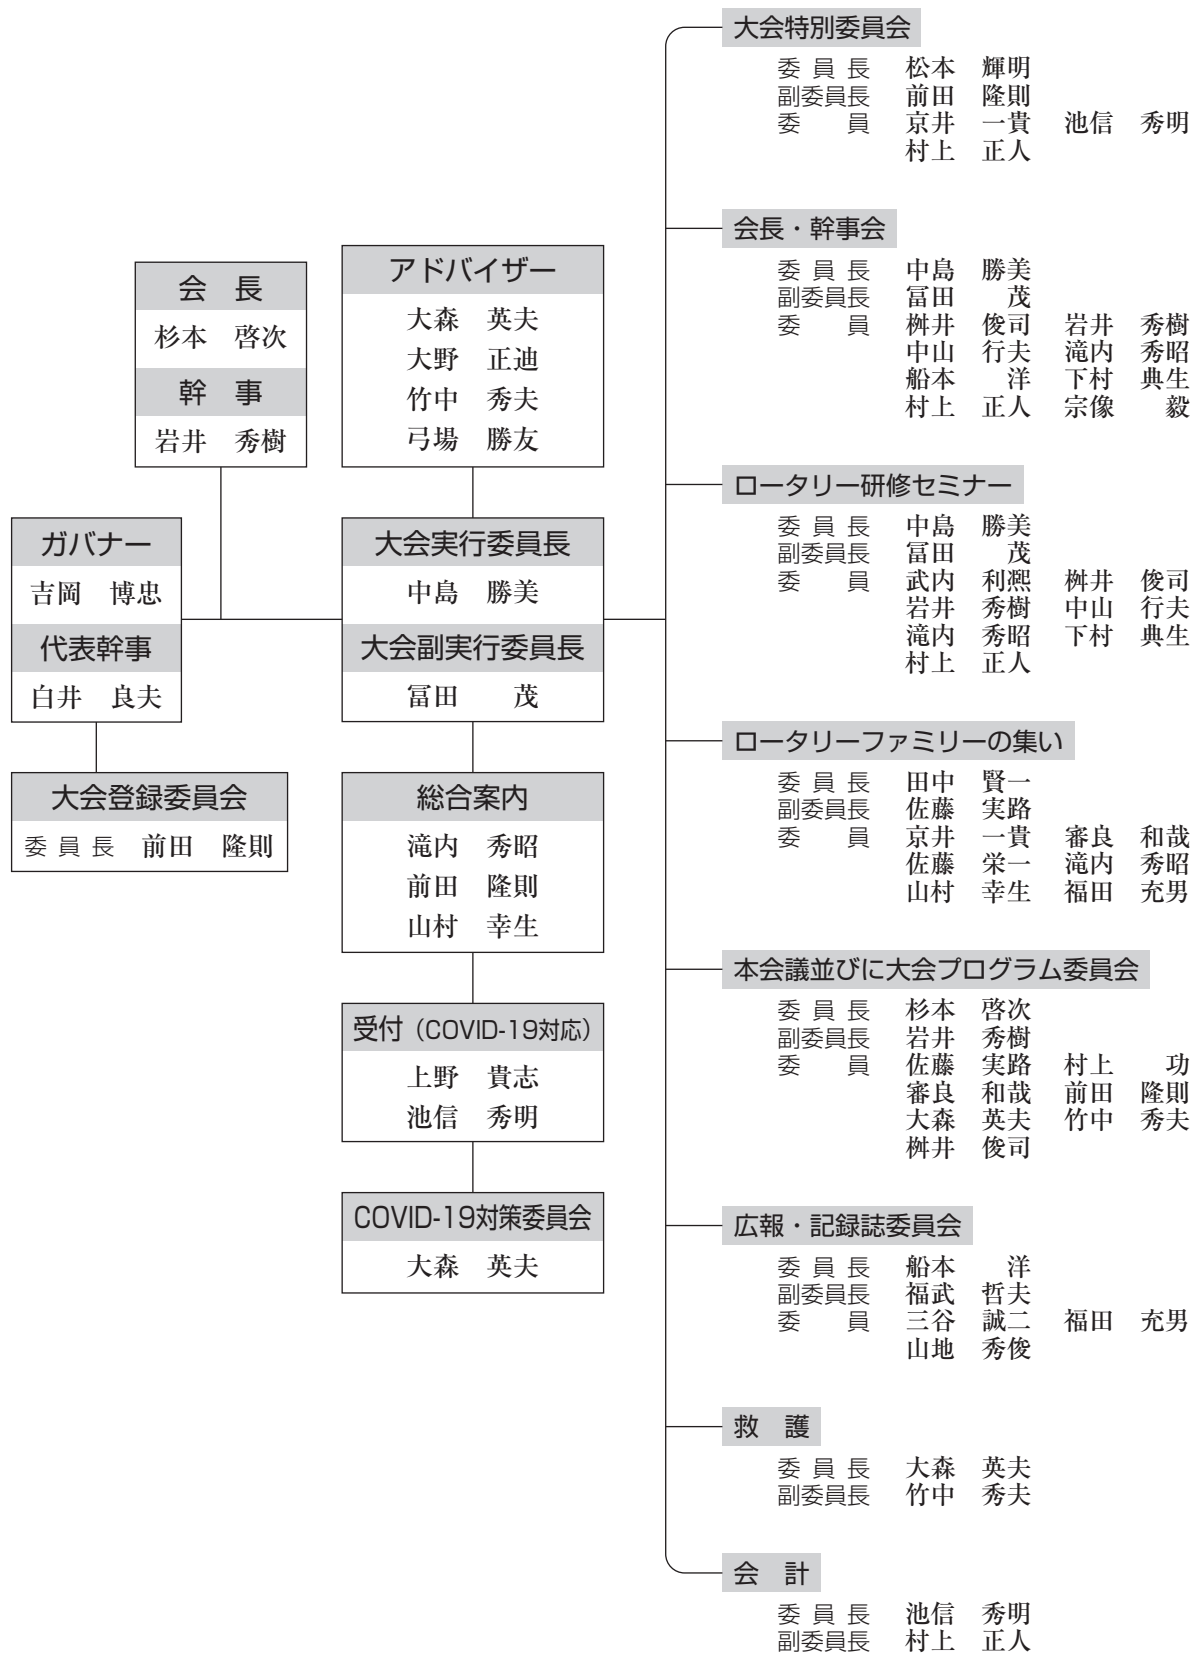 ガバナー
吉岡　博忠
代表幹事
白井　良夫
大会登録委員会
委 員 長　前田　隆則
会　長
杉本　啓次
幹　事
岩井　秀樹
アドバイザー
大森　英夫
大野　正迪
竹中　秀夫
弓場　勝友
大会実行委員長
中島　勝美
大会副実行委員長
冨田　　茂
総合案内
滝内　秀昭
前田　隆則
山村　幸生
受付（COVID-19対応）
上野　貴志
池信　秀明
COVID-19対策委員会
大森　英夫
大会特別委員会
委 員 長　松本　輝明
副委員長　前田　隆則
委　　員　京井　一貴　池信　秀明
村上　正人
会長・幹事会
委 員 長　中島　勝美
副委員長　冨田　　茂
委　　員　桝井　俊司　岩井　秀樹
中山　行夫　滝内　秀昭
船本　　洋　下村　典生
村上　正人　宗像　　毅
ロータリー研修セミナー
委 員 長　中島　勝美
副委員長　冨田　　茂
委　　員　武内　利熈　桝井　俊司
岩井　秀樹　中山　行夫
滝内　秀昭　下村　典生
村上　正人
ロータリーファミリーの集い
委 員 長　田中　賢一
副委員長　佐藤　実路
委　　員　京井　一貴　審良　和哉
佐藤　栄一　滝内　秀昭
山村　幸生　福田　充男
本会議並びに大会プログラム委員会
委 員 長　杉本　啓次
副委員長　岩井　秀樹
委　　員　佐藤　実路　村上　　功
審良　和哉　前田　隆則
大森　英夫　竹中　秀夫
桝井　俊司
広報・記録誌委員会
委 員 長　船本　　洋
副委員長　福武　哲夫
委　　員　三谷　誠二　福田　充男
山地　秀俊
救　護
委 員 長　大森　英夫
副委員長　竹中　秀夫
会　計
委 員 長　池信　秀明
副委員長　村上　正人